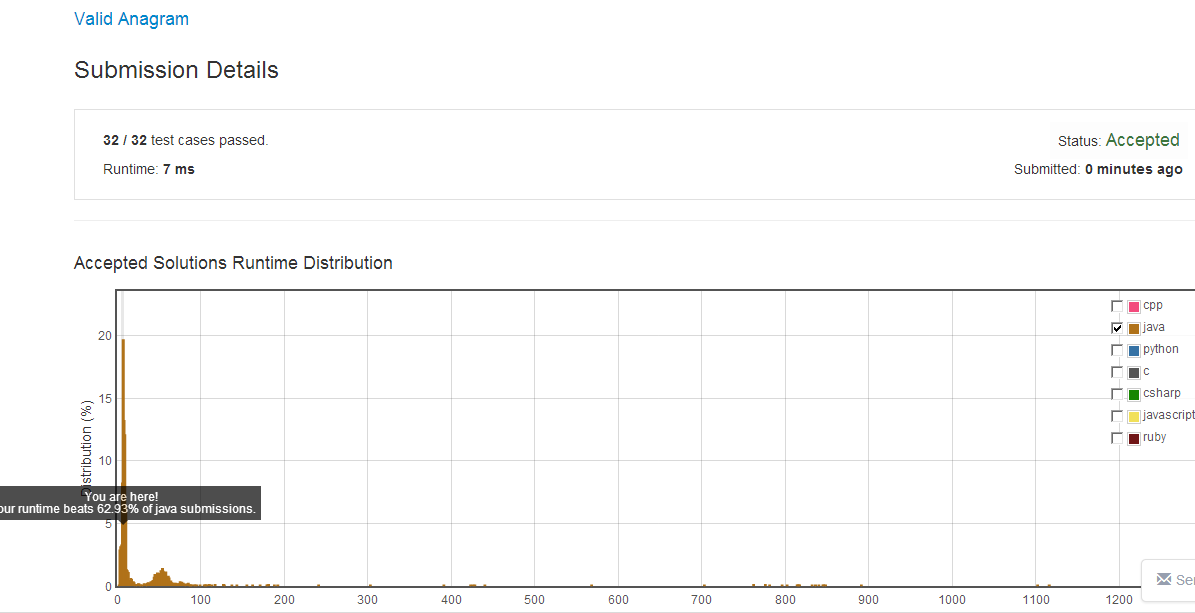 Valid Anagram
Submission Details
32 / 32 test cases passed.
Status: Accepted
Runtime: 7 ms
Submitted: 0 minutes ago
Accepted Solutions Runtime Distribution
cpp
java
python
c
csharp
javascript
ruby
Distribution (%)
20
15
10
5
0
You are here!
our runtime beats 62.93% of java submissions.
0 100 200 300 400 500 600 700 800 900 1000 1100 1200